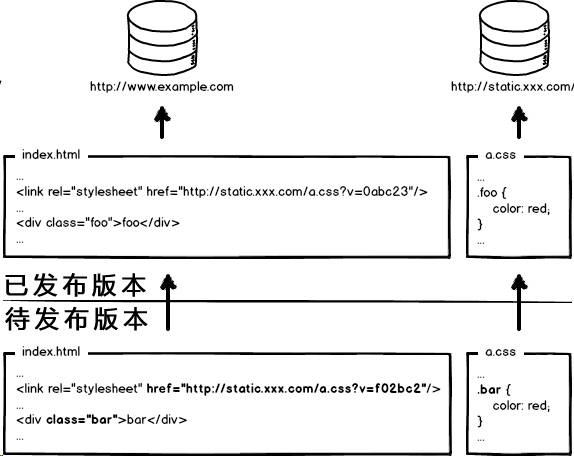 http://www.example.com
http://static.xxx.com/
index.html
...
<link rel="stylesheet" href="http://static.xxx.com/a.css?v=0abc23"/>
...
<div class="foo">foo</div>
...
a.css
...
.foo {
color: red;
}
...
已发布版本
待发布版本
index.html
...
<link rel="stylesheet" href="http://static.xxx.com/a.css?v=f02bc2"/>
...
<div class="bar">bar</div>
...
a.css
...
.bar {
color: red;
}
...